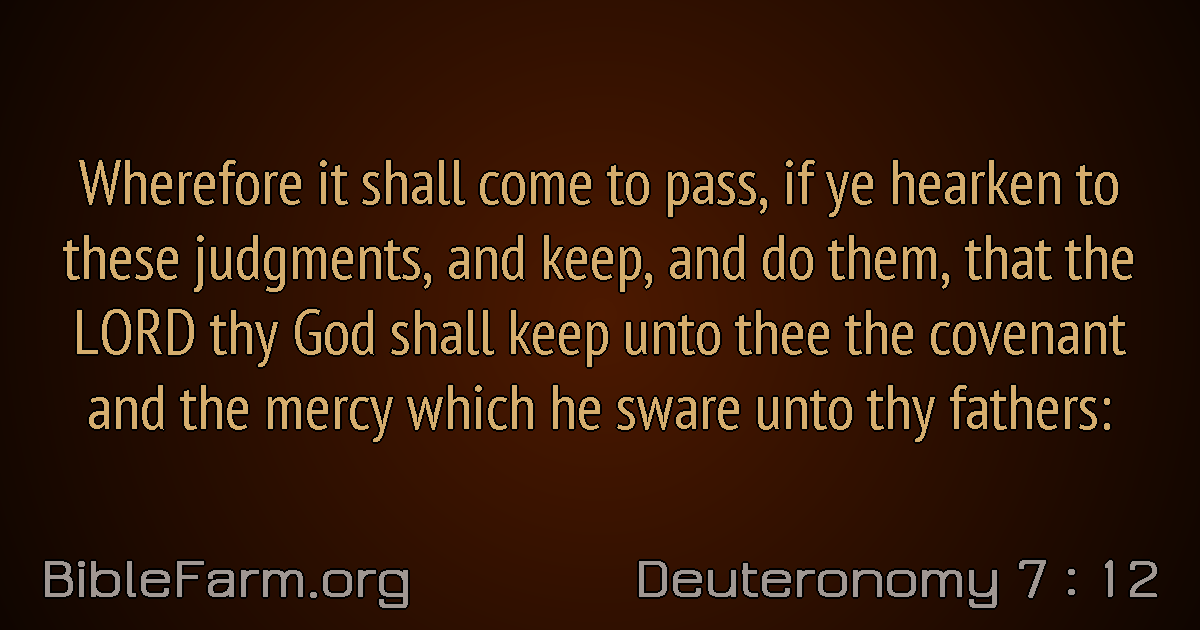 Wherefore it shall come to pass, if ye hearken to
these judgments, and keep, and do them, that the
LORD thy God shall keep unto thee the covenant
and the mercy which he sware unto thy fathers:
BibleFarm.org
Deuteronomy 7 : 12